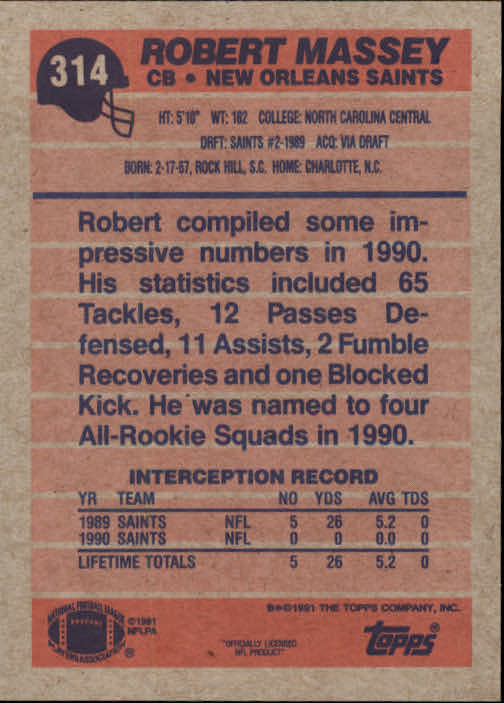 314
ROBERT MASSEY
CB • NEW ORLEANS SAINTS
HT: 5'10" WT: 182 COLLEGE: NORTH CAROLINA CENTRAL
DRFT: SAINTS #2-1989 ACQ: VIA DRAFT
BORN: 2-17-67, ROCK HILL, S.C. HOME: CHARLOTTE, N.C.
Robert compiled some im-
pressive numbers in 1990.
His statistics included 65
Tackles, 12 Passes De-
fensed, 11 Assists, 2 Fumble
Recoveries and one Blocked
Kick. He was named to four
All-Rookie Squads in 1990.
INTERCEPTION RECORD
YR TEAM NO YDS AVG TDS
1989 SAINTS NFL 5 26 5.2 0
1990 SAINTS NFL 0 0 0.0 0
LIFETIME TOTALS 5 26 5.2 0
B*©1991 THE TOPPS COMPANY, INC.
NATIONAL FOOTBALL LEAGUE
PLAYERS ASSOCIATION ®
©1991
NFLPA
"OFFICIALLY LICENSED
NFL PRODUCT"
topps®